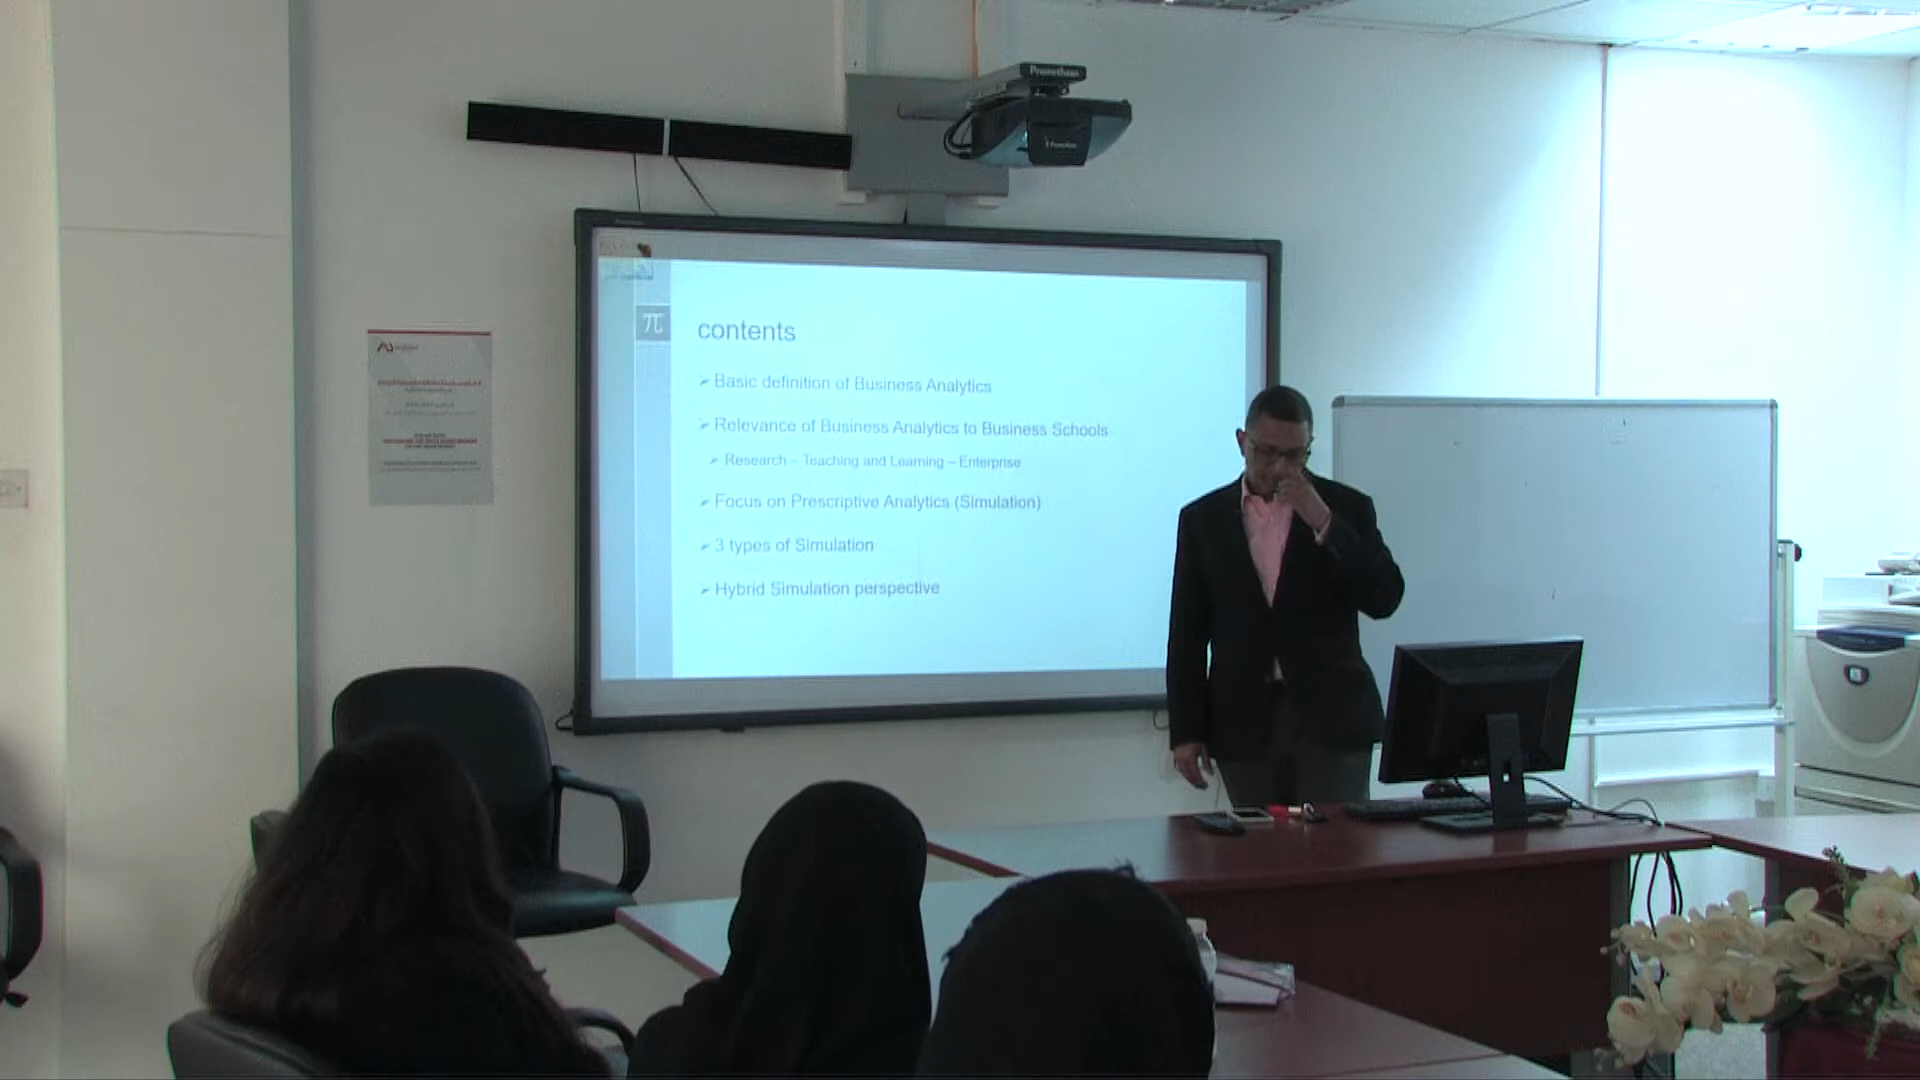 Promethean
Promethean
π
contents
➢ Basic definition of Business Analytics
➢ Relevance of Business Analytics to Business Schools
➢ Research – Teaching and Learning – Enterprise
➢ Focus on Prescriptive Analytics (Simulation)
➢ 3 types of Simulation
➢ Hybrid Simulation perspective